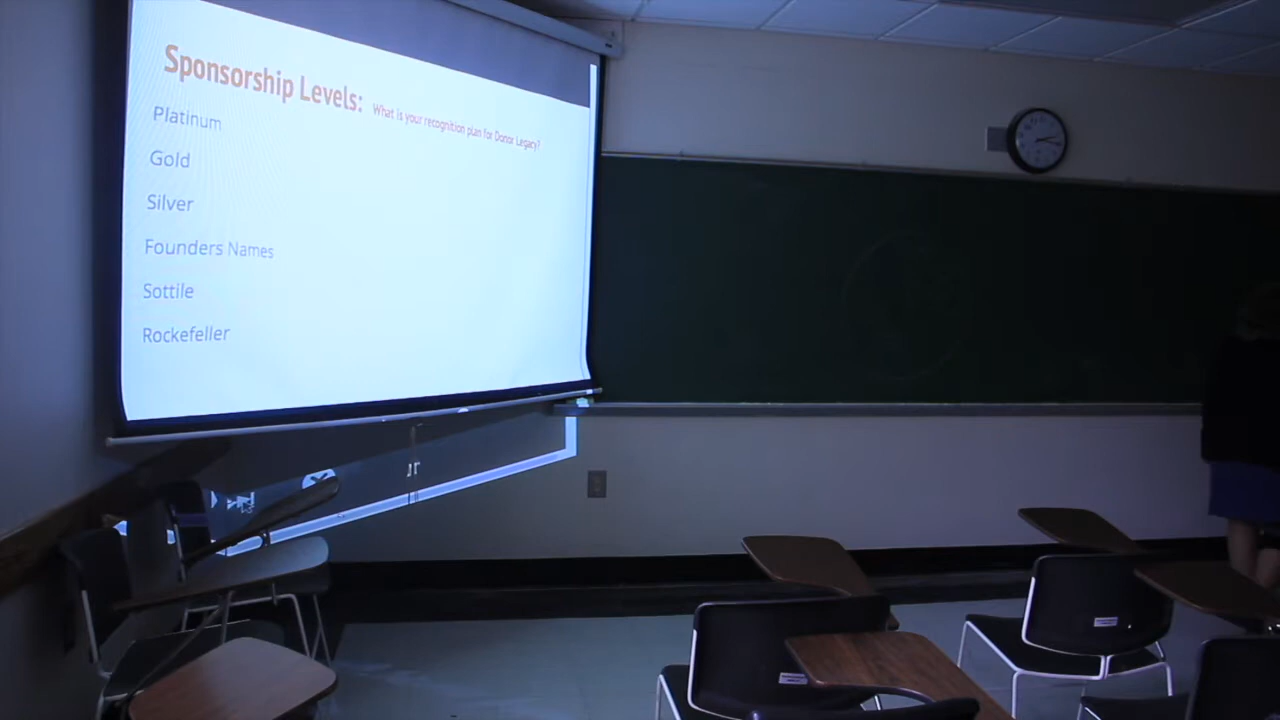 Sponsorship Levels: What is your recognition plan for Donor Legacy?
Platinum
Gold
Silver
Founders Names
Sottile
Rockefeller